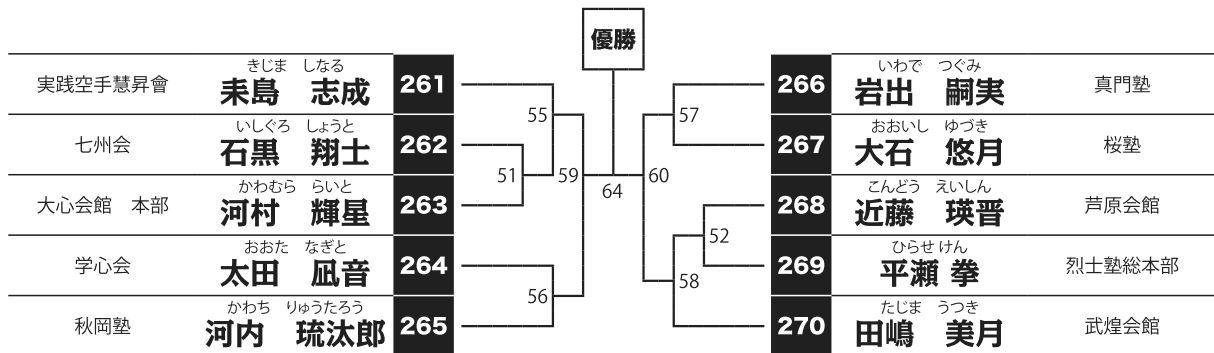 優勝
きじま しなる
実践空手慧昇會 耒島 志成 261
いしぐろ しょうと
七州会 石黒 翔士 262
かわむら らいと
大心会館 本部 河村 輝星 263
おおた なぎと
学心会 太田 凪音 264
かわち りゅうたろう
秋岡塾 河内 琉汰郎 265
55
51
59
56
64
60
57
52
58
いわで つぐみ
266 岩出 嗣実 真門塾
おおいし ゆづき
267 大石 悠月 桜塾
こんどう えいしん
268 近藤 瑛晋 芦原会館
ひらせ けん
269 平瀬 拳 烈士塾総本部
たじま うつき
270 田嶋 美月 武煌会館